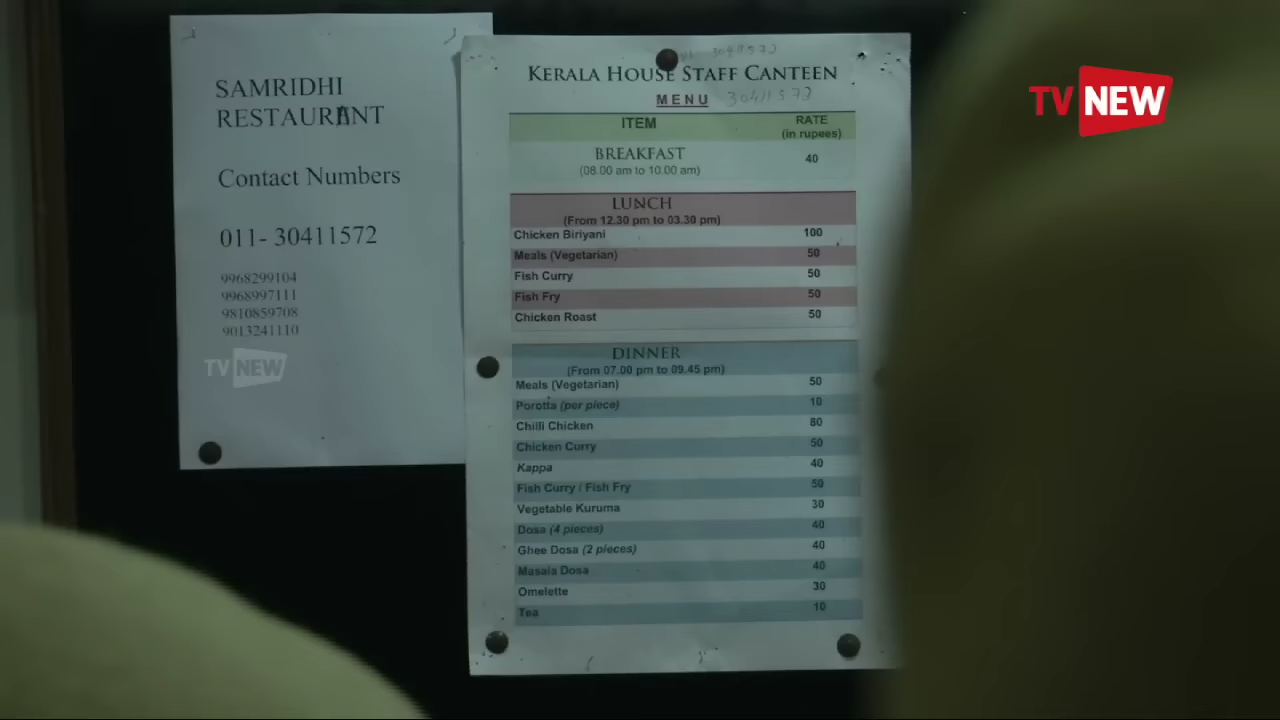 SAMRIDHI
RESTAURANT
Contact Numbers
011- 30411572
9968299104
9968997111
9810859708
9013241110
TV NEW
KERALA HOUSE STAFF CANTEEN
MENU 30411573
ITEM RATE
(in rupees)
BREAKFAST 40
(08.00 am to 10.00 am)
LUNCH
(From 12.30 pm to 03.30 pm)
Chicken Biriyani 100
Meals (Vegetarian) 50
Fish Curry 50
Fish Fry 50
Chicken Roast 50
DINNER
(From 07.00 pm to 09.45 pm)
Meals (Vegetarian) 50
Porotta (per piece) 10
Chilli Chicken 80
Chicken Curry 50
Kappa 40
Fish Curry / Fish Fry 50
Vegetable Kuruma 30
Dosa (4 pieces) 40
Ghee Dosa (2 pieces) 40
Masala Dosa 40
Omelette 30
Tea 10
TV NEW